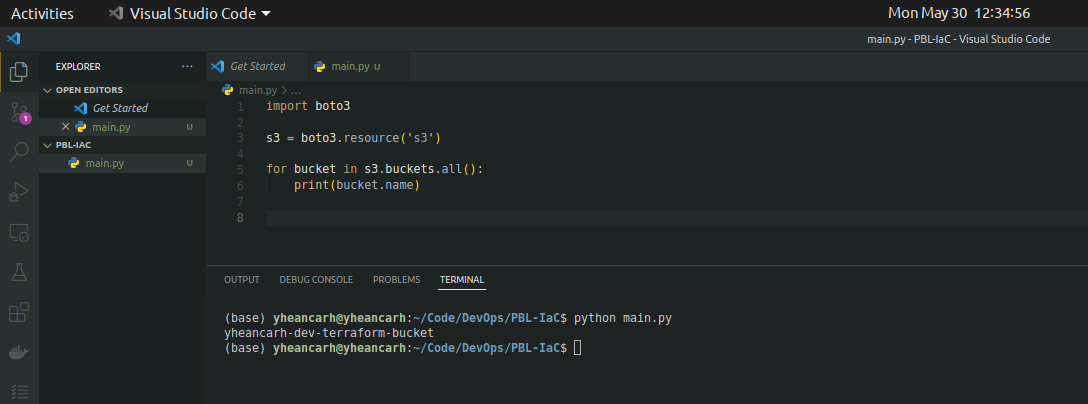 Activities Visual Studio Code Mon May 30 12:34:56
main.py - PBL-IaC - Visual Studio Code
EXPLORER ···
OPEN EDITORS
Get Started
main.py U
PBL-IAC
main.py U
1
Get Started main.py U
main.py > ...
1 import boto3
2
3 s3 = boto3.resource('s3')
4
5 for bucket in s3.buckets.all():
6 print(bucket.name)
7
8
OUTPUT DEBUG CONSOLE PROBLEMS TERMINAL
(base) yheancarh@yheancarh:~/Code/DevOps/PBL-IaC$ python main.py
yheancarh-dev-terraform-bucket
(base) yheancarh@yheancarh:~/Code/DevOps/PBL-IaC$